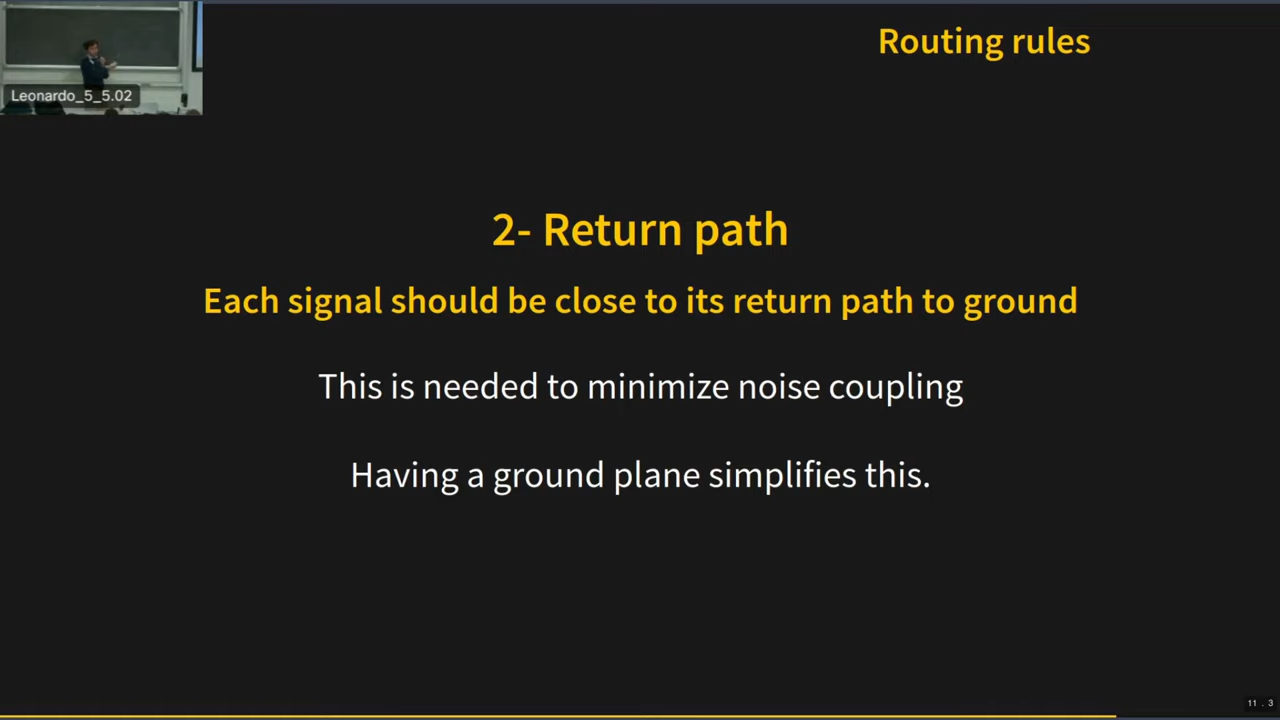 Leonardo_5_5.02
Routing rules
2- Return path
Each signal should be close to its return path to ground
This is needed to minimize noise coupling
Having a ground plane simplifies this.
11 . 3